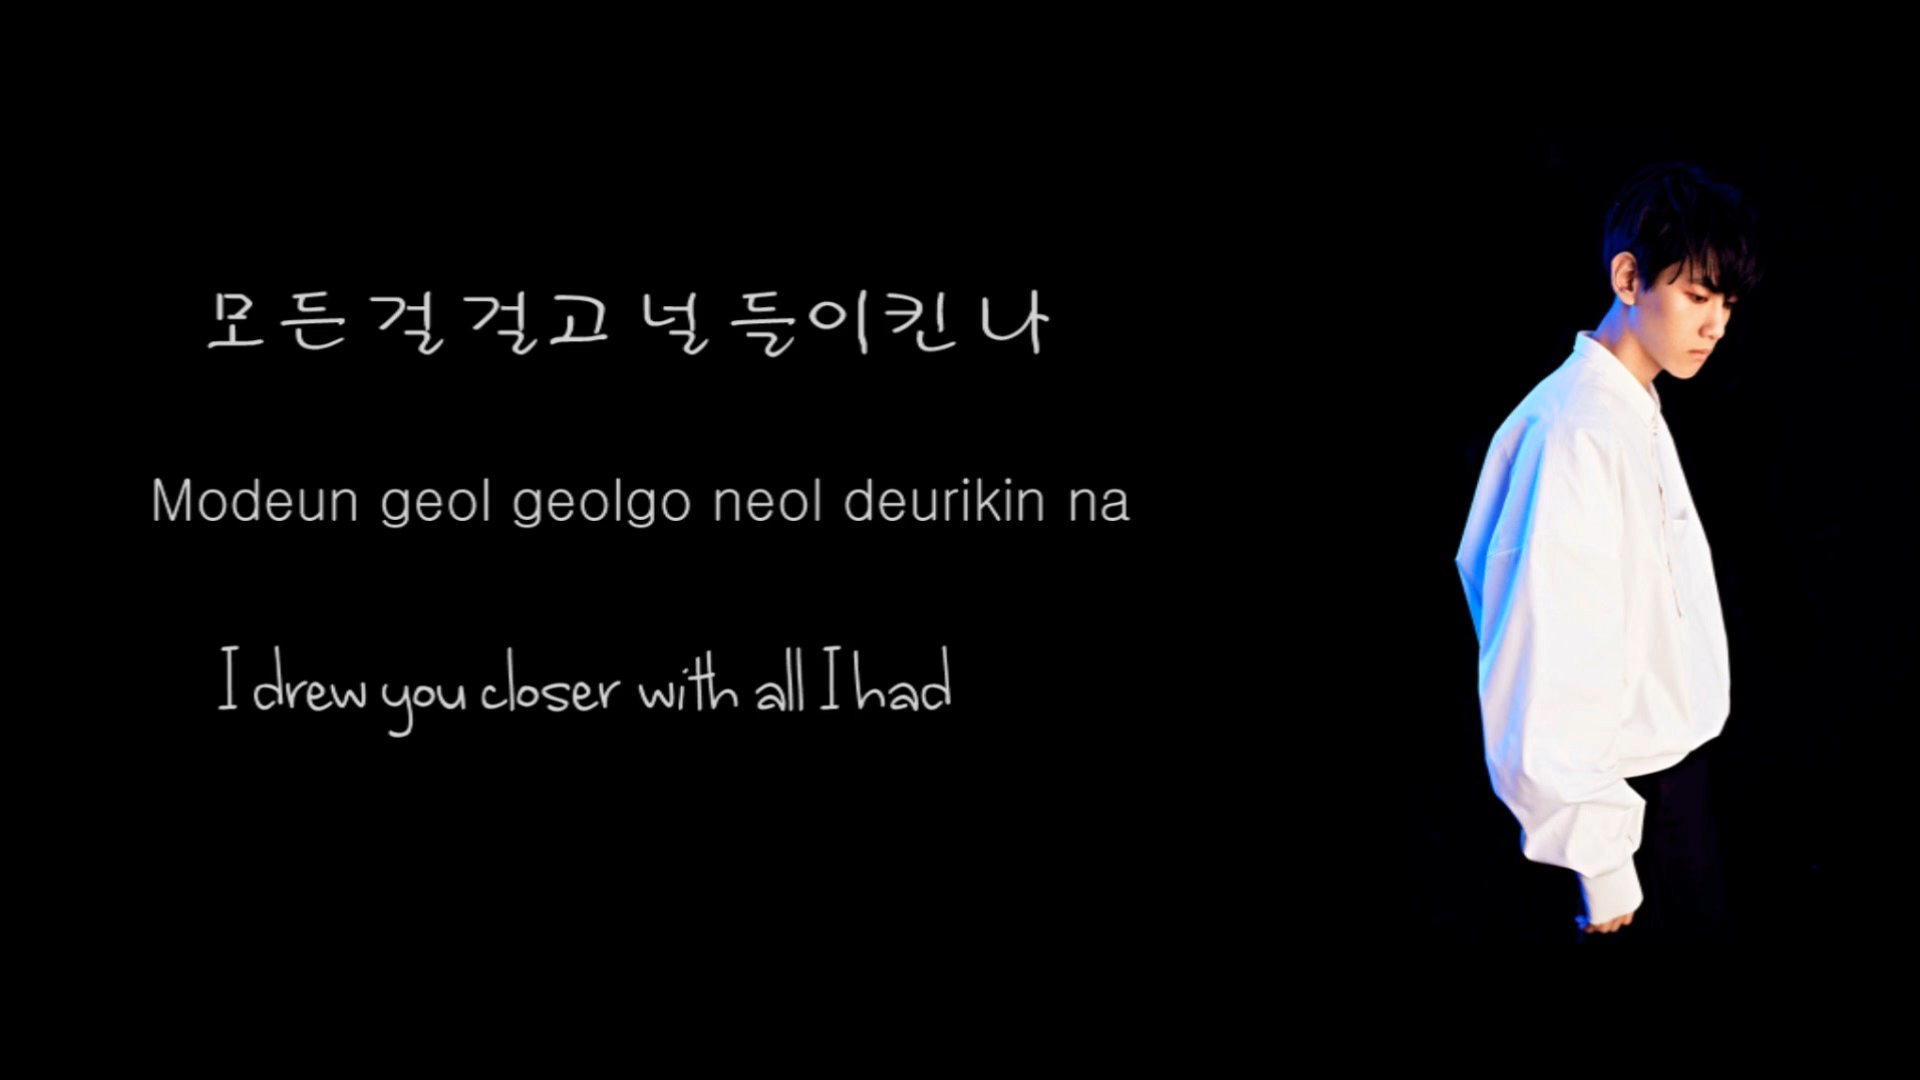 모든 걸 걸고 널 들이킨 나
Modeun geol geolgo neol deurikin na
I drew you closer with all I had